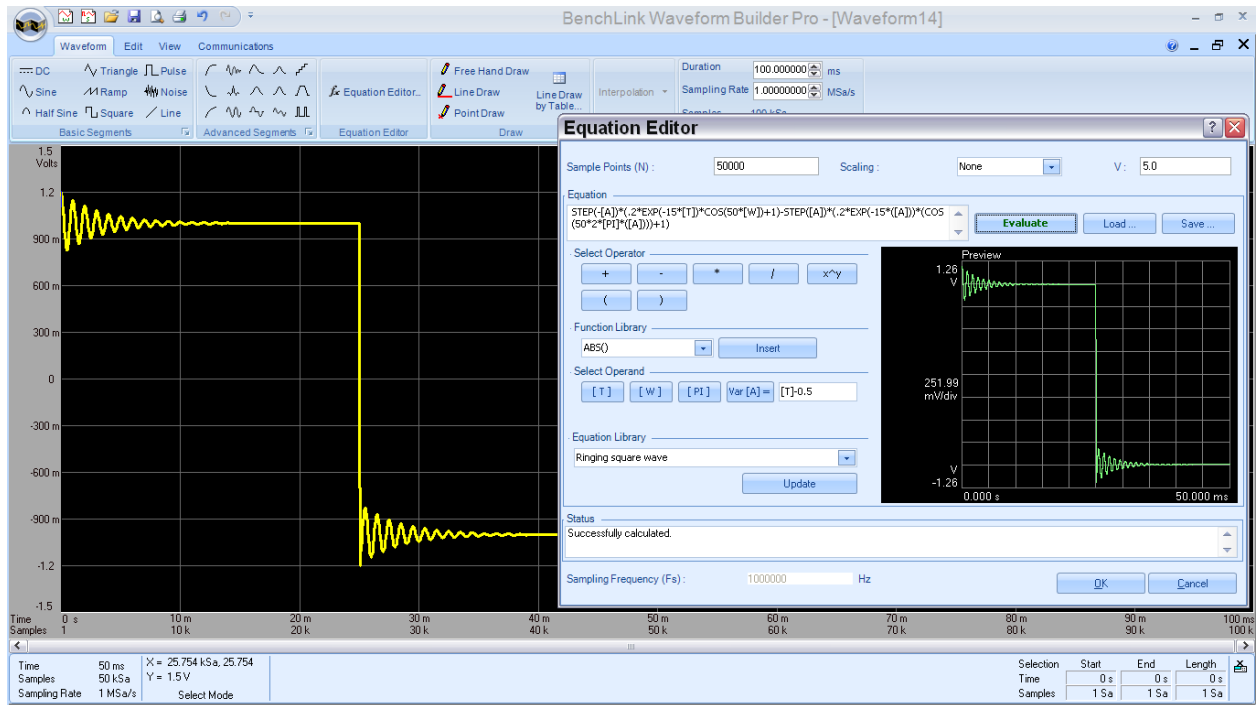 BenchLink Waveform Builder Pro - [Waveform14]
Waveform Edit View Communications
DC Triangle Pulse
Sine Ramp Noise
Half Sine Square Line
Basic Segments
Advanced Segments
fx Equation Editor...
Equation Editor
Free Hand Draw
Line Draw
Point Draw
Line Draw
by Table...
Draw
Interpolation
Duration 100.000000 ms
Sampling Rate 1.00000000 MSa/s
Samples 100 kSa
1.5
Volts
1.2
900 m
600 m
300 m
0
-300 m
-600 m
-900 m
-1.2
-1.5
Time 0 s 10 m 20 m 30 m 40 m 50 m 60 m 70 m 80 m 90 m 100 ms
Samples 1 10 k 20 k 30 k 40 k 50 k 60 k 70 k 80 k 90 k 100 k
Equation Editor
Sample Points (N) : 50000 Scaling : None V : 5.0
Equation
STEP(-[A])*(.2*EXP(-15*[T])*COS(50*[W])+1)-STEP([A])*(.2*EXP(-15*([A]))*(COS
(50*2*[PI]*([A])))+1)
Evaluate Load ... Save ...
Select Operator
+ - * / x^y
( )
Function Library
ABS() Insert
Select Operand
[ T ] [ W ] [ PI ] Var [A] = [T]-0.5
Equation Library
Ringing square wave
Update
Preview
1.26
V
251.99
mV/div
V
-1.26
0.000 s 50.000 ms
Status
Successfully calculated.
Sampling Frequency (Fs) : 1000000 Hz
OK Cancel
Time 50 ms
Samples 50 kSa
Sampling Rate 1 MSa/s
X = 25.754 kSa, 25.754
Y = 1.5 V
Select Mode
Selection Start End Length
Time 0 s 0 s 0 s
Samples 1 Sa 1 Sa 1 Sa